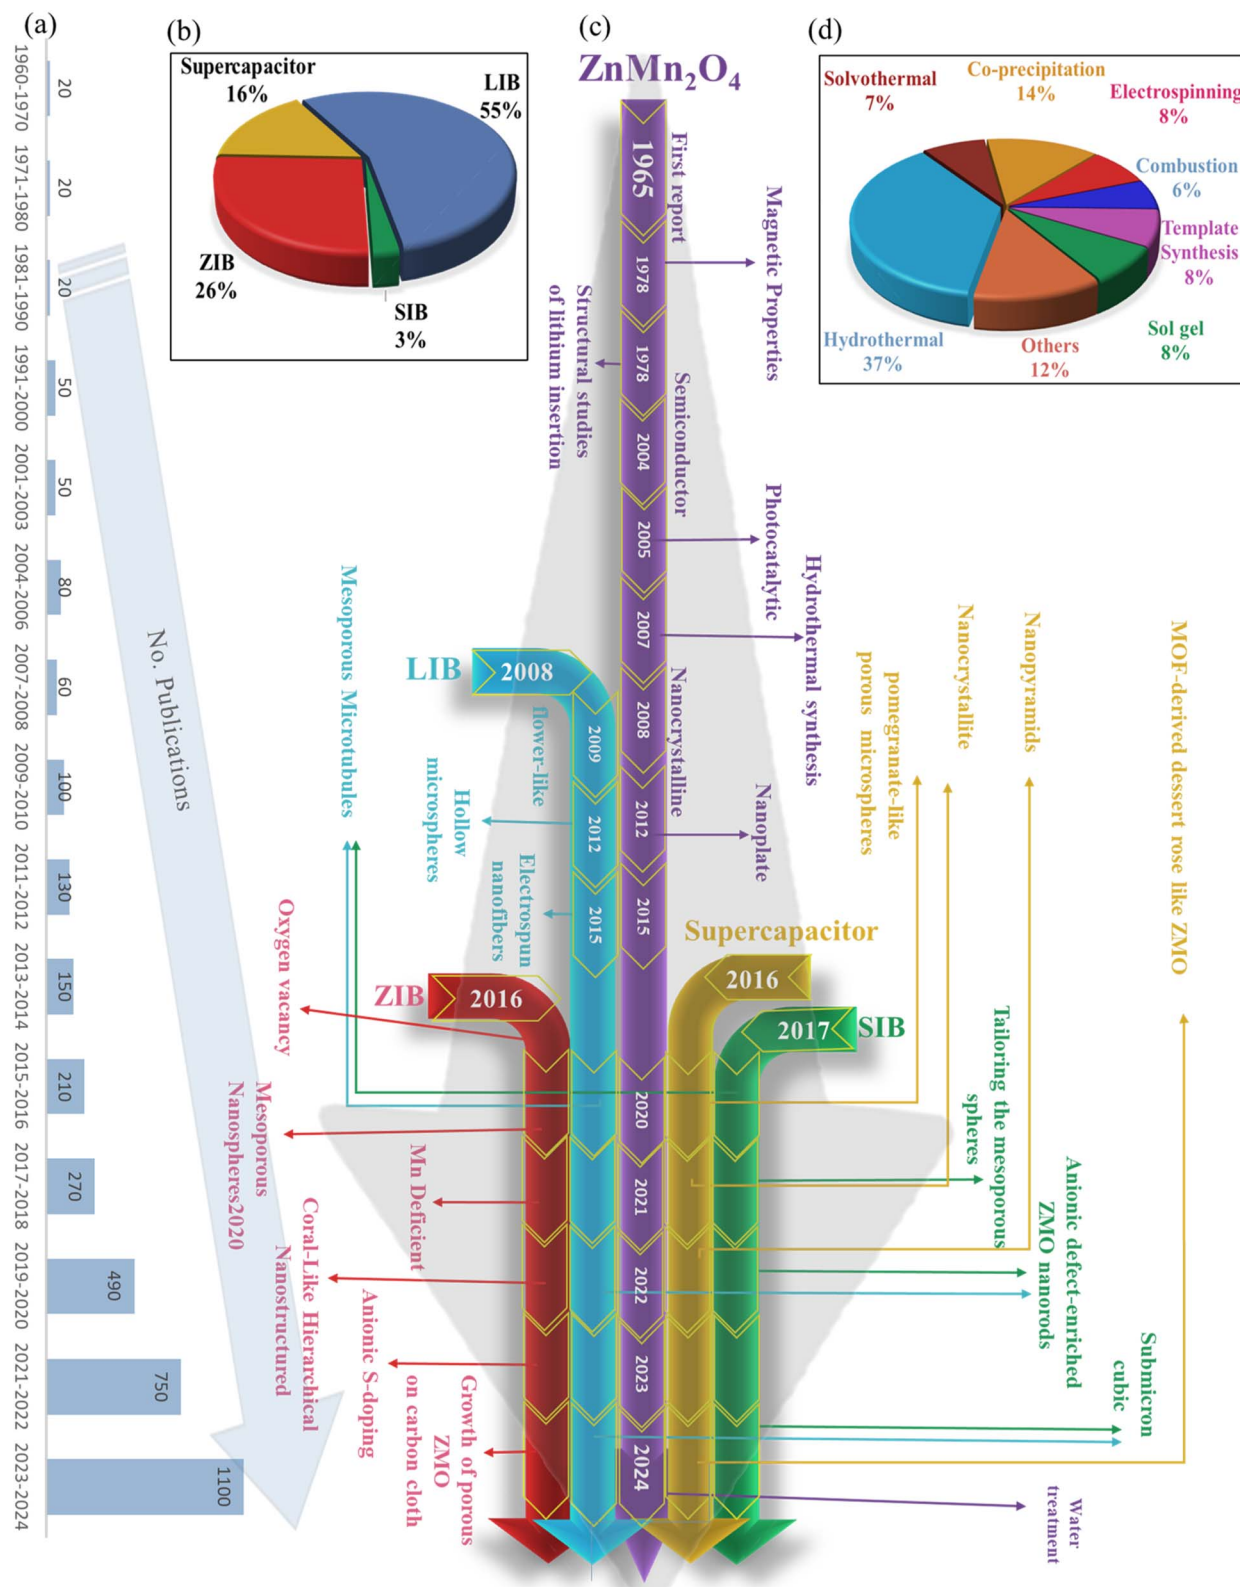 (a)
1960-1970
20
1971-1980
20
1981-1990
20
1991-2000
50
2001-2003
50
2004-2006
80
2007-2008
60
2009-2010
100
2011-2012
130
2013-2014
150
2015-2016
210
2017-2018
270
2019-2020
490
2021-2022
750
2023-2024
1100
No. Publications
(b)
Supercapacitor
16%
LIB
55%
ZIB
26%
SIB
3%
(c)
ZnMn2O4
1965
First report
1978
Magnetic Properties
1978
Structural studies
of lithium insertion
2004
Semiconductor
2005
Photocatalytic
2007
Hydrothermal synthesis
2008
Nanocrystalline
2012
Nanoplate
2015
2020
2021
2022
2023
2024
Water
treatment
LIB
2008
2009
flower-like
2012
Hollow
microspheres
2015
Electrospun
nanofibers
Mesoporous Microtubules
ZIB
2016
Oxygen vacancy
Mesoporous
Nanospheres2020
Mn Deficient
Coral-Like Hierarchical
Nanostructured
Anionic S-doping
Growth of porous
ZMO
on carbon cloth
Supercapacitor
2016
pomegranate-like
porous microspheres
Nanocrystallite
Nanopyramids
MOF-derived dessert rose like ZMO
SIB
2017
Tailoring the mesoporous
spheres
Anionic defect-enriched
ZMO nanorods
Submicron
cubic
(d)
Solvothermal
7%
Co-precipitation
14%
Electrospinning
8%
Combustion
6%
Template
Synthesis
8%
Sol gel
8%
Others
12%
Hydrothermal
37%